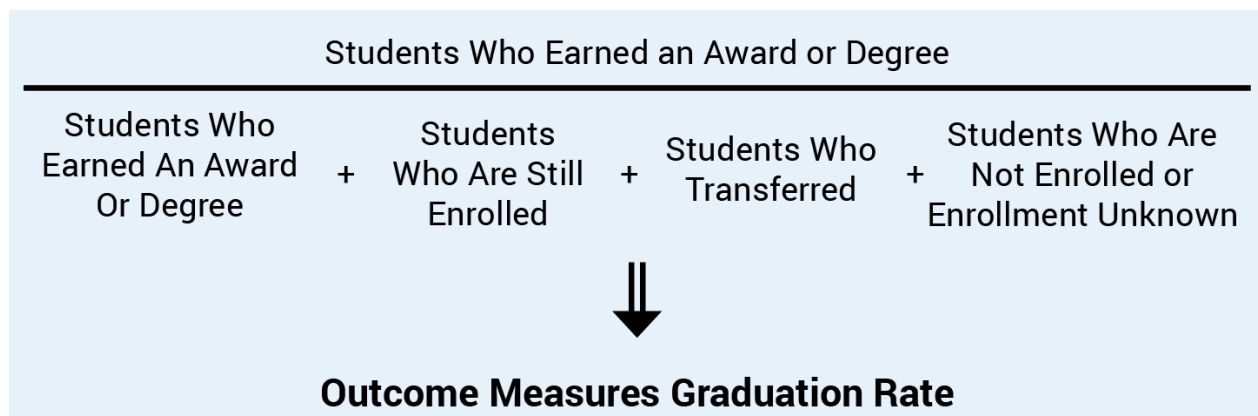 Students Who Earned an Award or Degree
Students Who
Earned An Award
Or Degree
+
Students
Who Are Still
Enrolled
+
Students Who
Transferred
+
Students Who Are
Not Enrolled or
Enrollment Unknown
Outcome Measures Graduation Rate